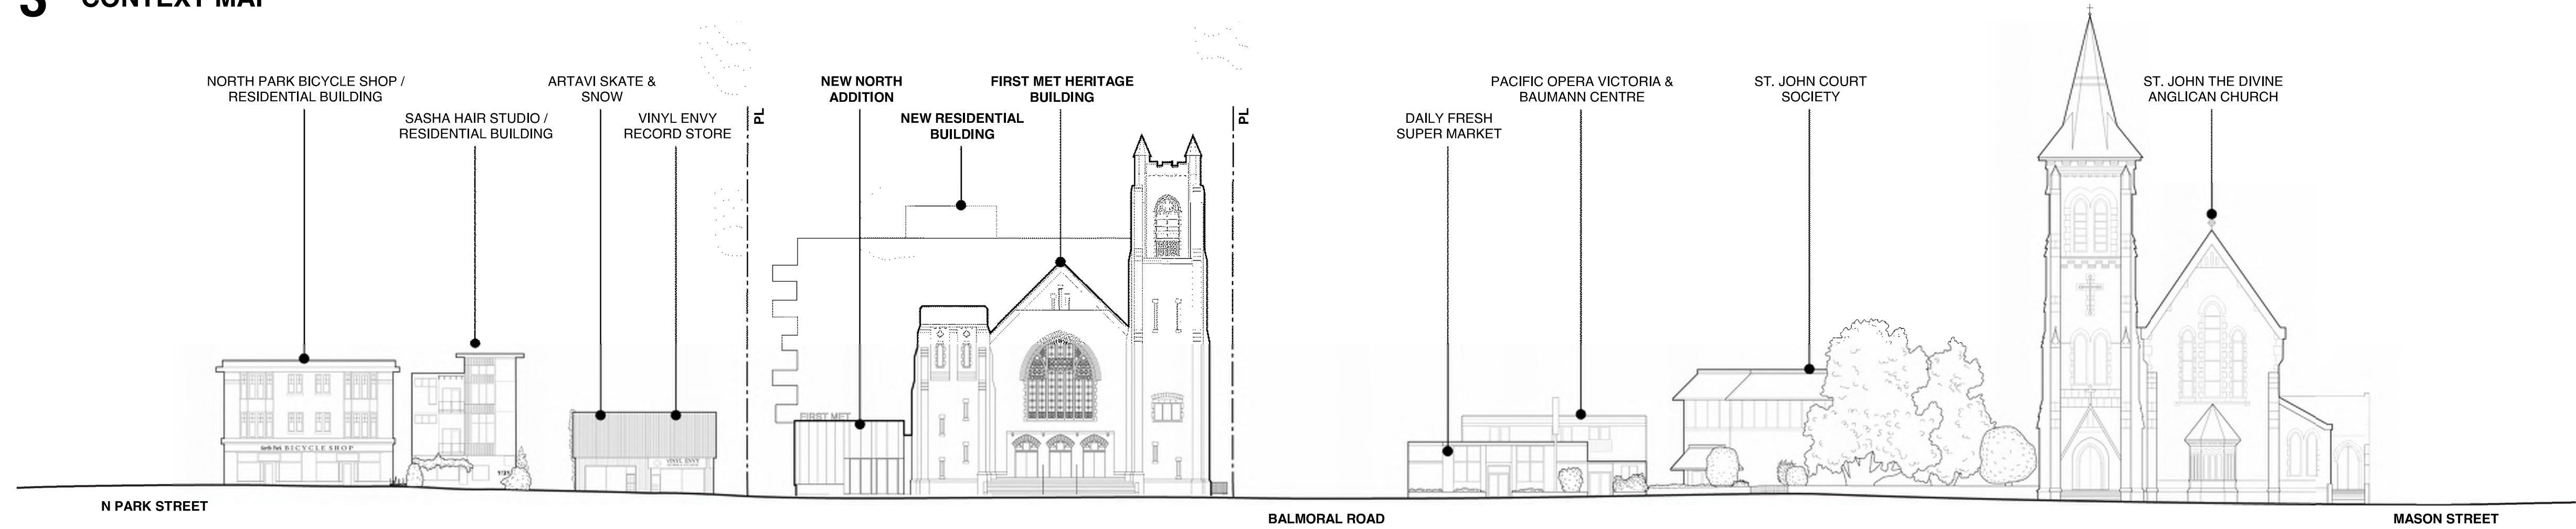 3 CONTEXT MAP
NORTH PARK BICYCLE SHOP /
RESIDENTIAL BUILDING
SASHA HAIR STUDIO /
RESIDENTIAL BUILDING
ARTAVI SKATE &
SNOW
VINYL ENVY
RECORD STORE
PL
NEW NORTH
ADDITION
NEW RESIDENTIAL
BUILDING
FIRST MET HERITAGE
BUILDING
PL
DAILY FRESH
SUPER MARKET
PACIFIC OPERA VICTORIA &
BAUMANN CENTRE
ST. JOHN COURT
SOCIETY
ST. JOHN THE DIVINE
ANGLICAN CHURCH
North Park BICYCLE SHOP
VINYL ENVY
FIRST MET
N PARK STREET
BALMORAL ROAD
MASON STREET